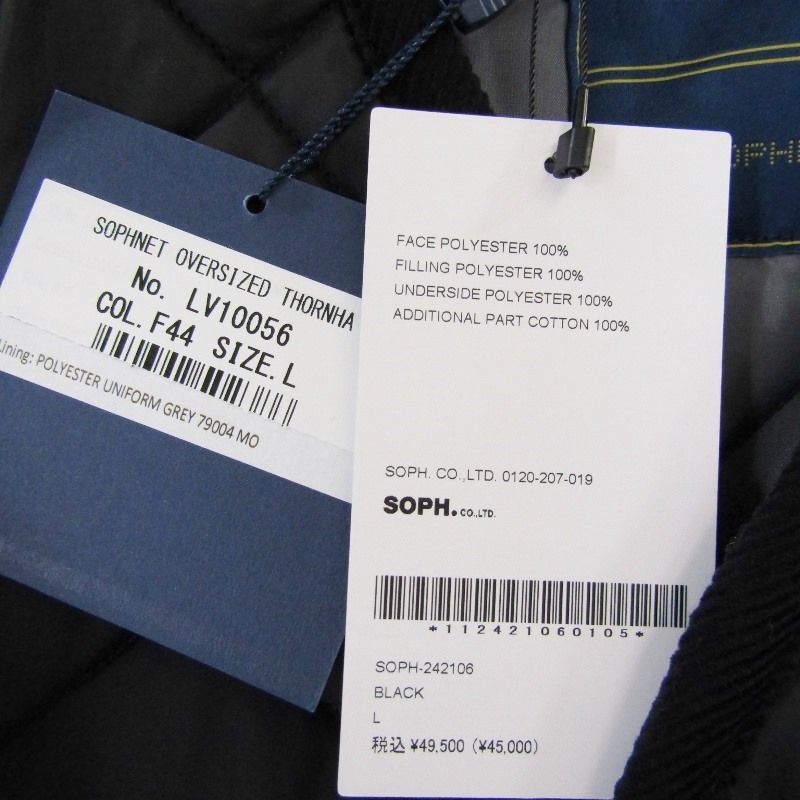 SOPHNET OVERSIZED THORNHA
No. LV10056
COL. F44 SIZE. L
Lining: POLYESTER UNIFORM GREY 79004 MO
FACE POLYESTER 100%
FILLING POLYESTER 100%
UNDERSIDE POLYESTER 100%
ADDITIONAL PART COTTON 100%
SOPH. CO.,LTD. 0120-207-019
SOPH. CO.,LTD.
*112421060105*
SOPH-242106
BLACK
L
税込 ¥49,500 (¥45,000)